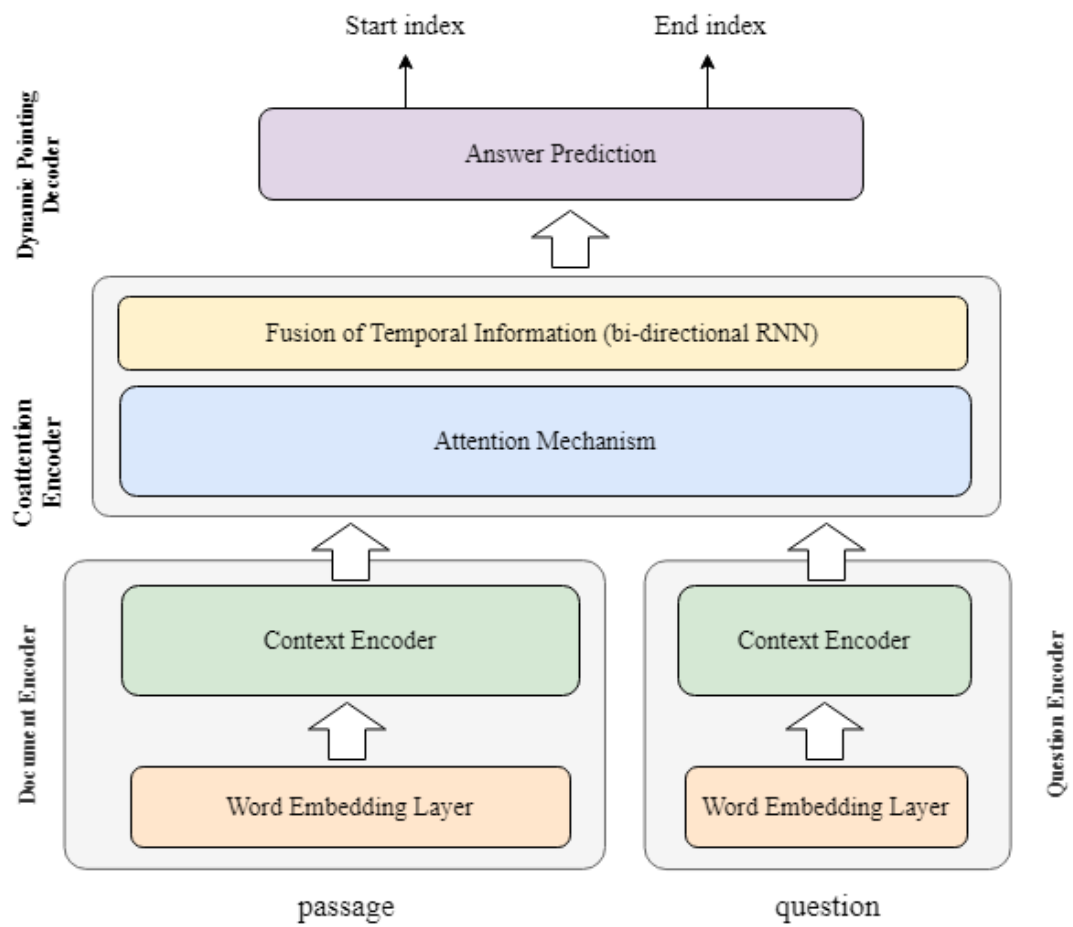 Start index
End index
Dynamic Pointing
Decoder
Answer Prediction
Fusion of Temporal Information (bi-directional RNN)
Coattention
Encoder
Attention Mechanism
Document Encoder
Context Encoder
Word Embedding Layer
Context Encoder
Word Embedding Layer
Question Encoder
passage
question